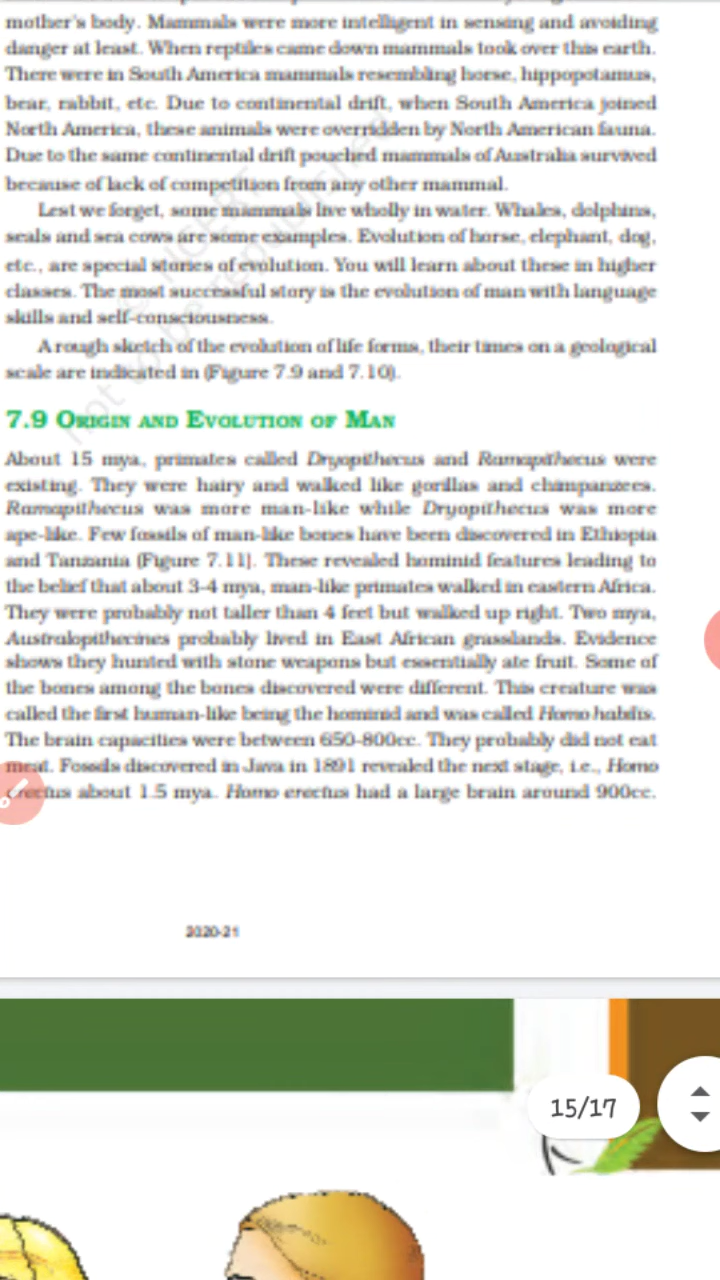 mother's body. Mammals were more intelligent in sensing and avoiding
danger at least. When reptiles came down mammals took over this earth.
There were in South America mammals resembling horse, hippopotamus,
bear, rabbit, etc. Due to continental drift, when South America joined
North America, these animals were overridden by North American fauna.
Due to the same continental drift pouched mammals of Australia survived
because of lack of competition from any other mammal.
Lest we forget, some mammals live wholly in water. Whales, dolphins,
seals and sea cows are some examples. Evolution of horse, elephant, dog,
etc., are special stories of evolution. You will learn about these in higher
classes. The most successful story is the evolution of man with language
skills and self-consciousness.
A rough sketch of the evolution of life forms, their times on a geological
scale are indicated in (Figure 7.9 and 7.10).
7.9 ORIGIN AND EVOLUTION OF MAN
About 15 mya, primates called Dryopithecus and Ramapithecus were
existing. They were hairy and walked like gorillas and chimpanzees.
Ramapithecus was more man-like while Dryopithecus was more
ape-like. Few fossils of man-like bones have been discovered in Ethiopia
and Tanzania (Figure 7.11). These revealed hominid features leading to
the belief that about 3-4 mya, man-like primates walked in eastern Africa.
They were probably not taller than 4 feet but walked up right. Two mya,
Australopithecines probably lived in East African grasslands. Evidence
shows they hunted with stone weapons but essentially ate fruit. Some of
the bones among the bones discovered were different. This creature was
called the first human-like being the hominid and was called Homo habilis.
The brain capacities were between 650-800cc. They probably did not eat
meat. Fossils discovered in Java in 1891 revealed the next stage, i.e., Homo
erectus about 1.5 mya. Homo erectus had a large brain around 900cc.
not to be republished
2020-21
15/17